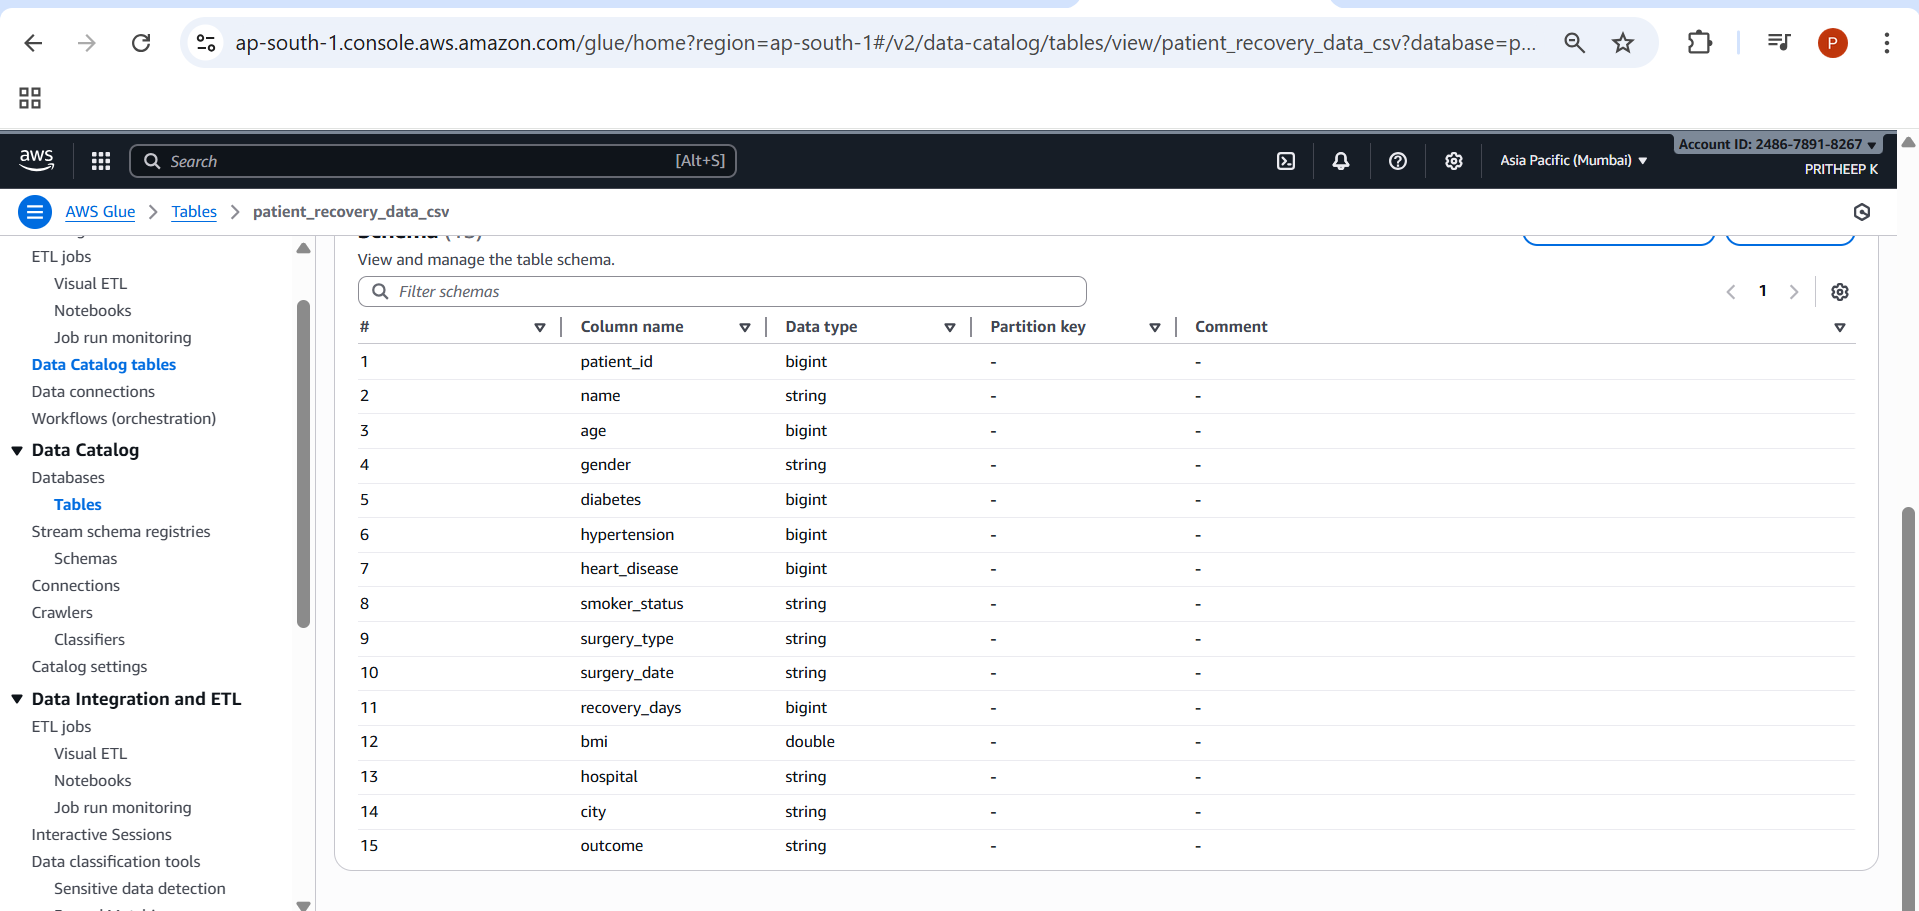 ap-south-1.console.aws.amazon.com/glue/home?region=ap-south-1#/v2/data-catalog/tables/view/patient_recovery_data_csv?database=p...
P
aws
Search [Alt+S]
Asia Pacific (Mumbai)
Account ID: 2486-7891-8267
PRITHEEP K
AWS Glue
Tables
patient_recovery_data_csv
ETL jobs
Visual ETL
Notebooks
Job run monitoring
Data Catalog tables
Data connections
Workflows (orchestration)
Data Catalog
Databases
Tables
Stream schema registries
Schemas
Connections
Crawlers
Classifiers
Catalog settings
Data Integration and ETL
ETL jobs
Visual ETL
Notebooks
Job run monitoring
Interactive Sessions
Data classification tools
Sensitive data detection
View and manage the table schema.
Filter schemas
1
# Column name Data type Partition key Comment
1 patient_id bigint - -
2 name string - -
3 age bigint - -
4 gender string - -
5 diabetes bigint - -
6 hypertension bigint - -
7 heart_disease bigint - -
8 smoker_status string - -
9 surgery_type string - -
10 surgery_date string - -
11 recovery_days bigint - -
12 bmi double - -
13 hospital string - -
14 city string - -
15 outcome string - -